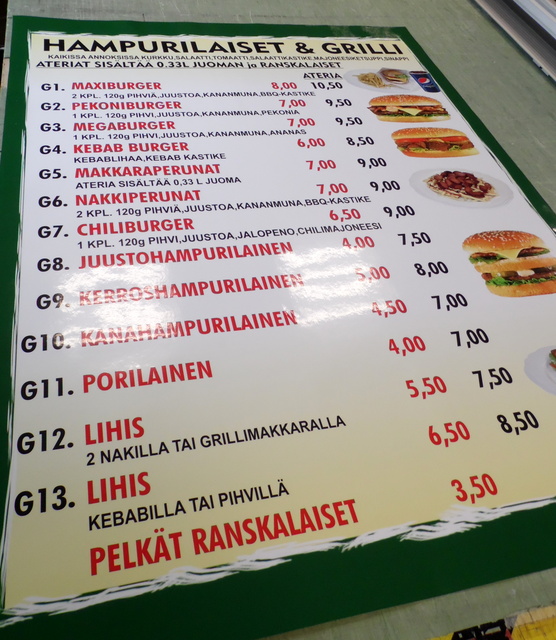 HAMPURILAISET & GRILLI
KAIKISSA ANNOKSISSA KURKKU,SALAATTI,TOMAATTI,SALAATTIKASTIKE,MAJONEESIKETSUPPI,SINAPPI
ATERIAT SISÄLTÄÄ 0.33L JUOMAN ja RANSKALAISET
ATERIA
G1. MAXIBURGER 8,00 10,50
2 KPL. 120g PIHVIÄ,JUUSTOA,KANANMUNA,BBQ-KASTIKE
G2. PEKONIBURGER 7,00 9,50
1 KPL. 120g PIHVI,JUUSTOA,KANANMUNA,PEKONIA
G3. MEGABURGER 7,00 9,50
1 KPL. 120g PIHVI,JUUSTOA,KANANMUNA,ANANAS
G4. KEBAB BURGER 6,00 8,50
KEBABLIHAA,KEBAB KASTIKE
G5. MAKKARAPERUNAT 7,00 9,00
ATERIA SISÄLTÄÄ 0,33 L JUOMA
G6. NAKKIPERUNAT 7,00 9,00
2 KPL. 120g PIHVIÄ,JUUSTOA,KANANMUNA,BBQ-KASTIKE
G7. CHILIBURGER 6,50 9,00
1 KPL. 120g PIHVI,JUUSTOA,JALOPENO,CHILIMAJONEESI
G8. JUUSTOHAMPURILAINEN 4,00 7,50
G9. KERROSHAMPURILAINEN 5,00 8,00
G10. KANAHAMPURILAINEN 4,50 7,00
G11. PORILAINEN 4,00 7,00
G12. LIHIS 5,50 7,50
2 NAKILLA TAI GRILLIMAKKARALLA
G13. LIHIS 6,50 8,50
KEBABILLA TAI PIHVILLÄ
PELKÄT RANSKALAISET 3,50